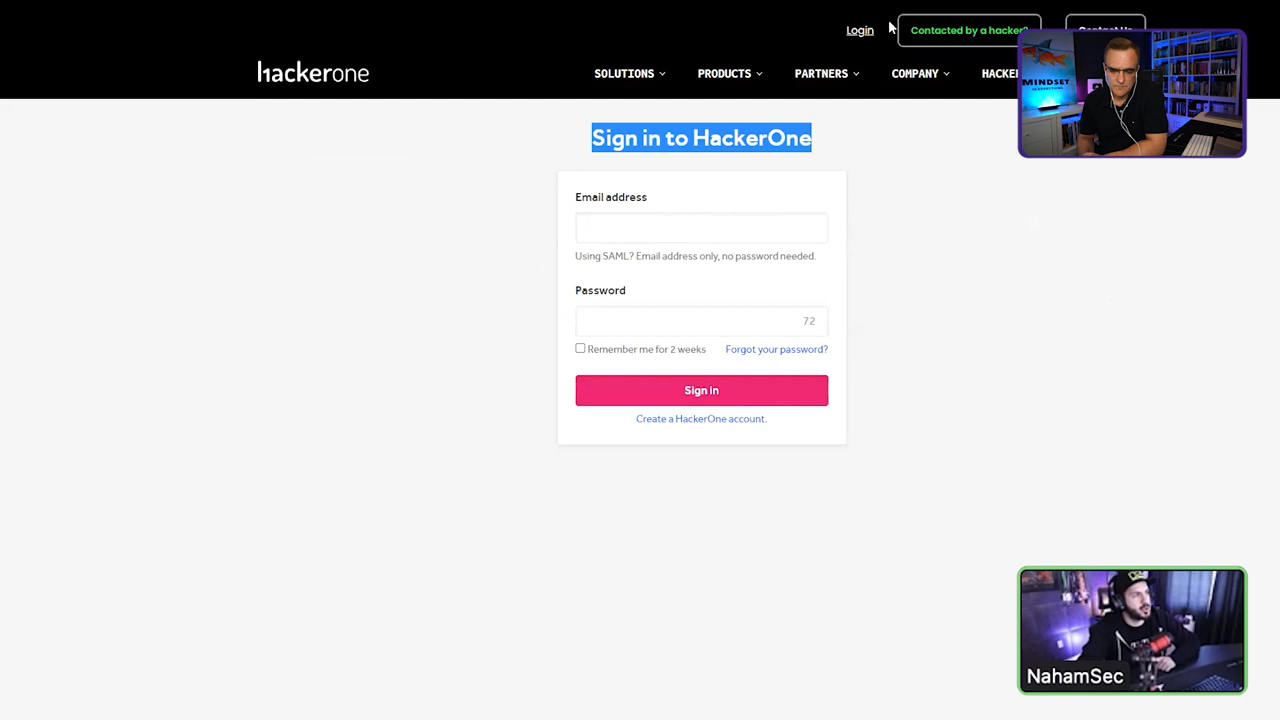 Login
Contacted by a hacker?
hackerone
SOLUTIONS
PRODUCTS
PARTNERS
COMPANY
MINDSET
Sign in to HackerOne
Email address
Using SAML? Email address only, no password needed.
Password
72
Remember me for 2 weeks
Forgot your password?
Sign in
Create a HackerOne account.
NahamSec